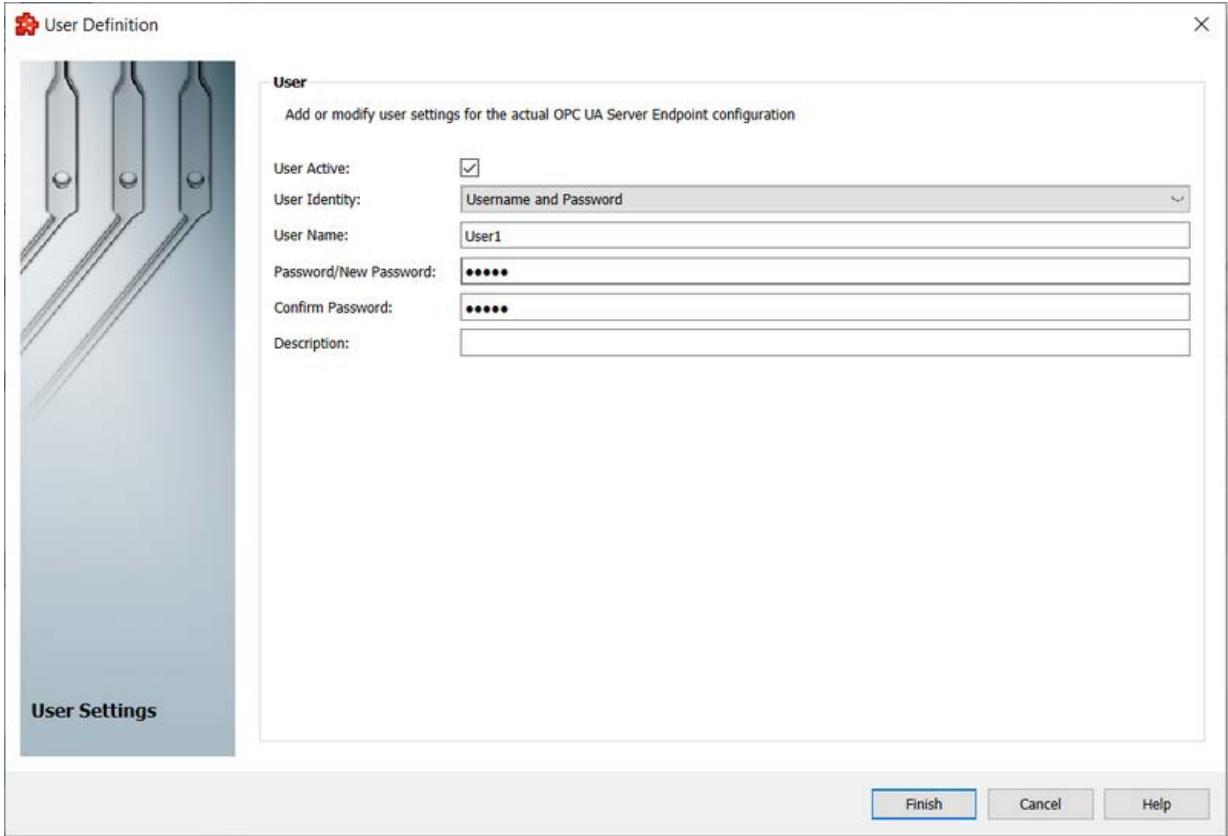 User Definition
User
Add or modify user settings for the actual OPC UA Server Endpoint configuration
User Active:
User Identity: Username and Password
User Name: User1
Password/New Password: •••••
Confirm Password: •••••
Description:
User Settings
Finish Cancel Help